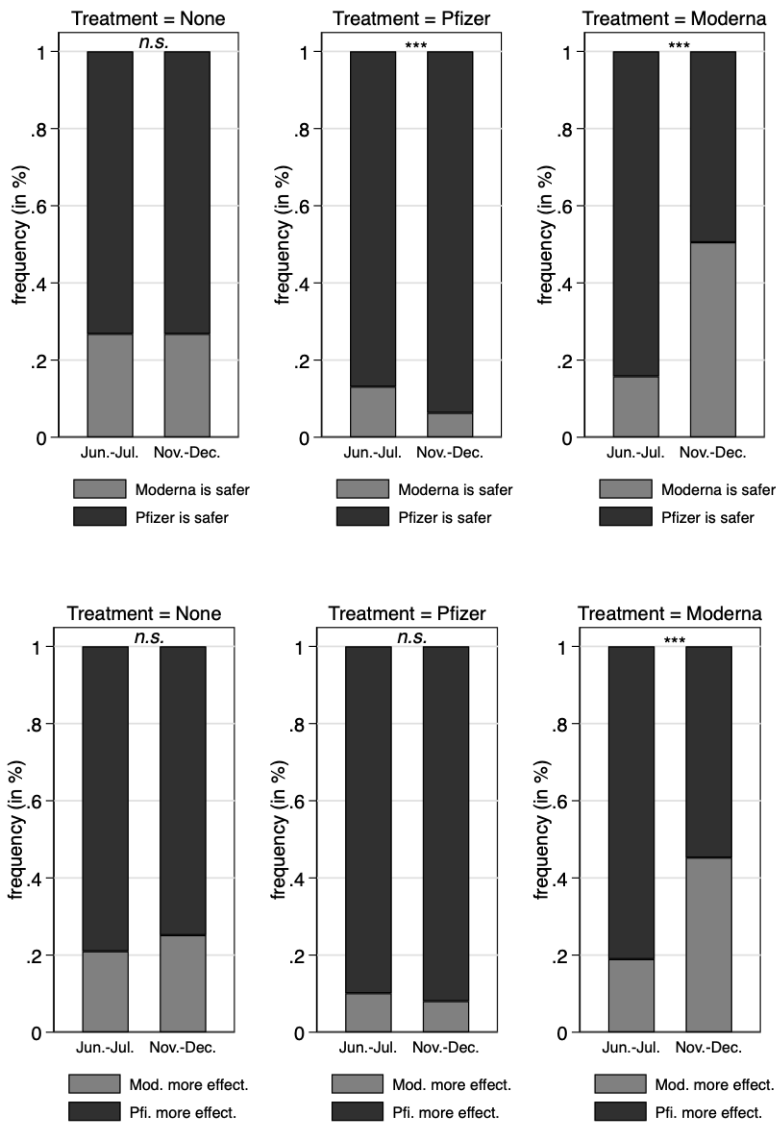 Treatment = None
n.s.
1
.8
.6
.4
.2
0
frequency (in %)
Jun.-Jul. Nov.-Dec.
Moderna is safer
Pfizer is safer
Treatment = Pfizer
***
1
.8
.6
.4
.2
0
frequency (in %)
Jun.-Jul. Nov.-Dec.
Moderna is safer
Pfizer is safer
Treatment = Moderna
***
1
.8
.6
.4
.2
0
frequency (in %)
Jun.-Jul. Nov.-Dec.
Moderna is safer
Pfizer is safer
Treatment = None
n.s.
1
.8
.6
.4
.2
0
frequency (in %)
Jun.-Jul. Nov.-Dec.
Mod. more effect.
Pfi. more effect.
Treatment = Pfizer
n.s.
1
.8
.6
.4
.2
0
frequency (in %)
Jun.-Jul. Nov.-Dec.
Mod. more effect.
Pfi. more effect.
Treatment = Moderna
***
1
.8
.6
.4
.2
0
frequency (in %)
Jun.-Jul. Nov.-Dec.
Mod. more effect.
Pfi. more effect.